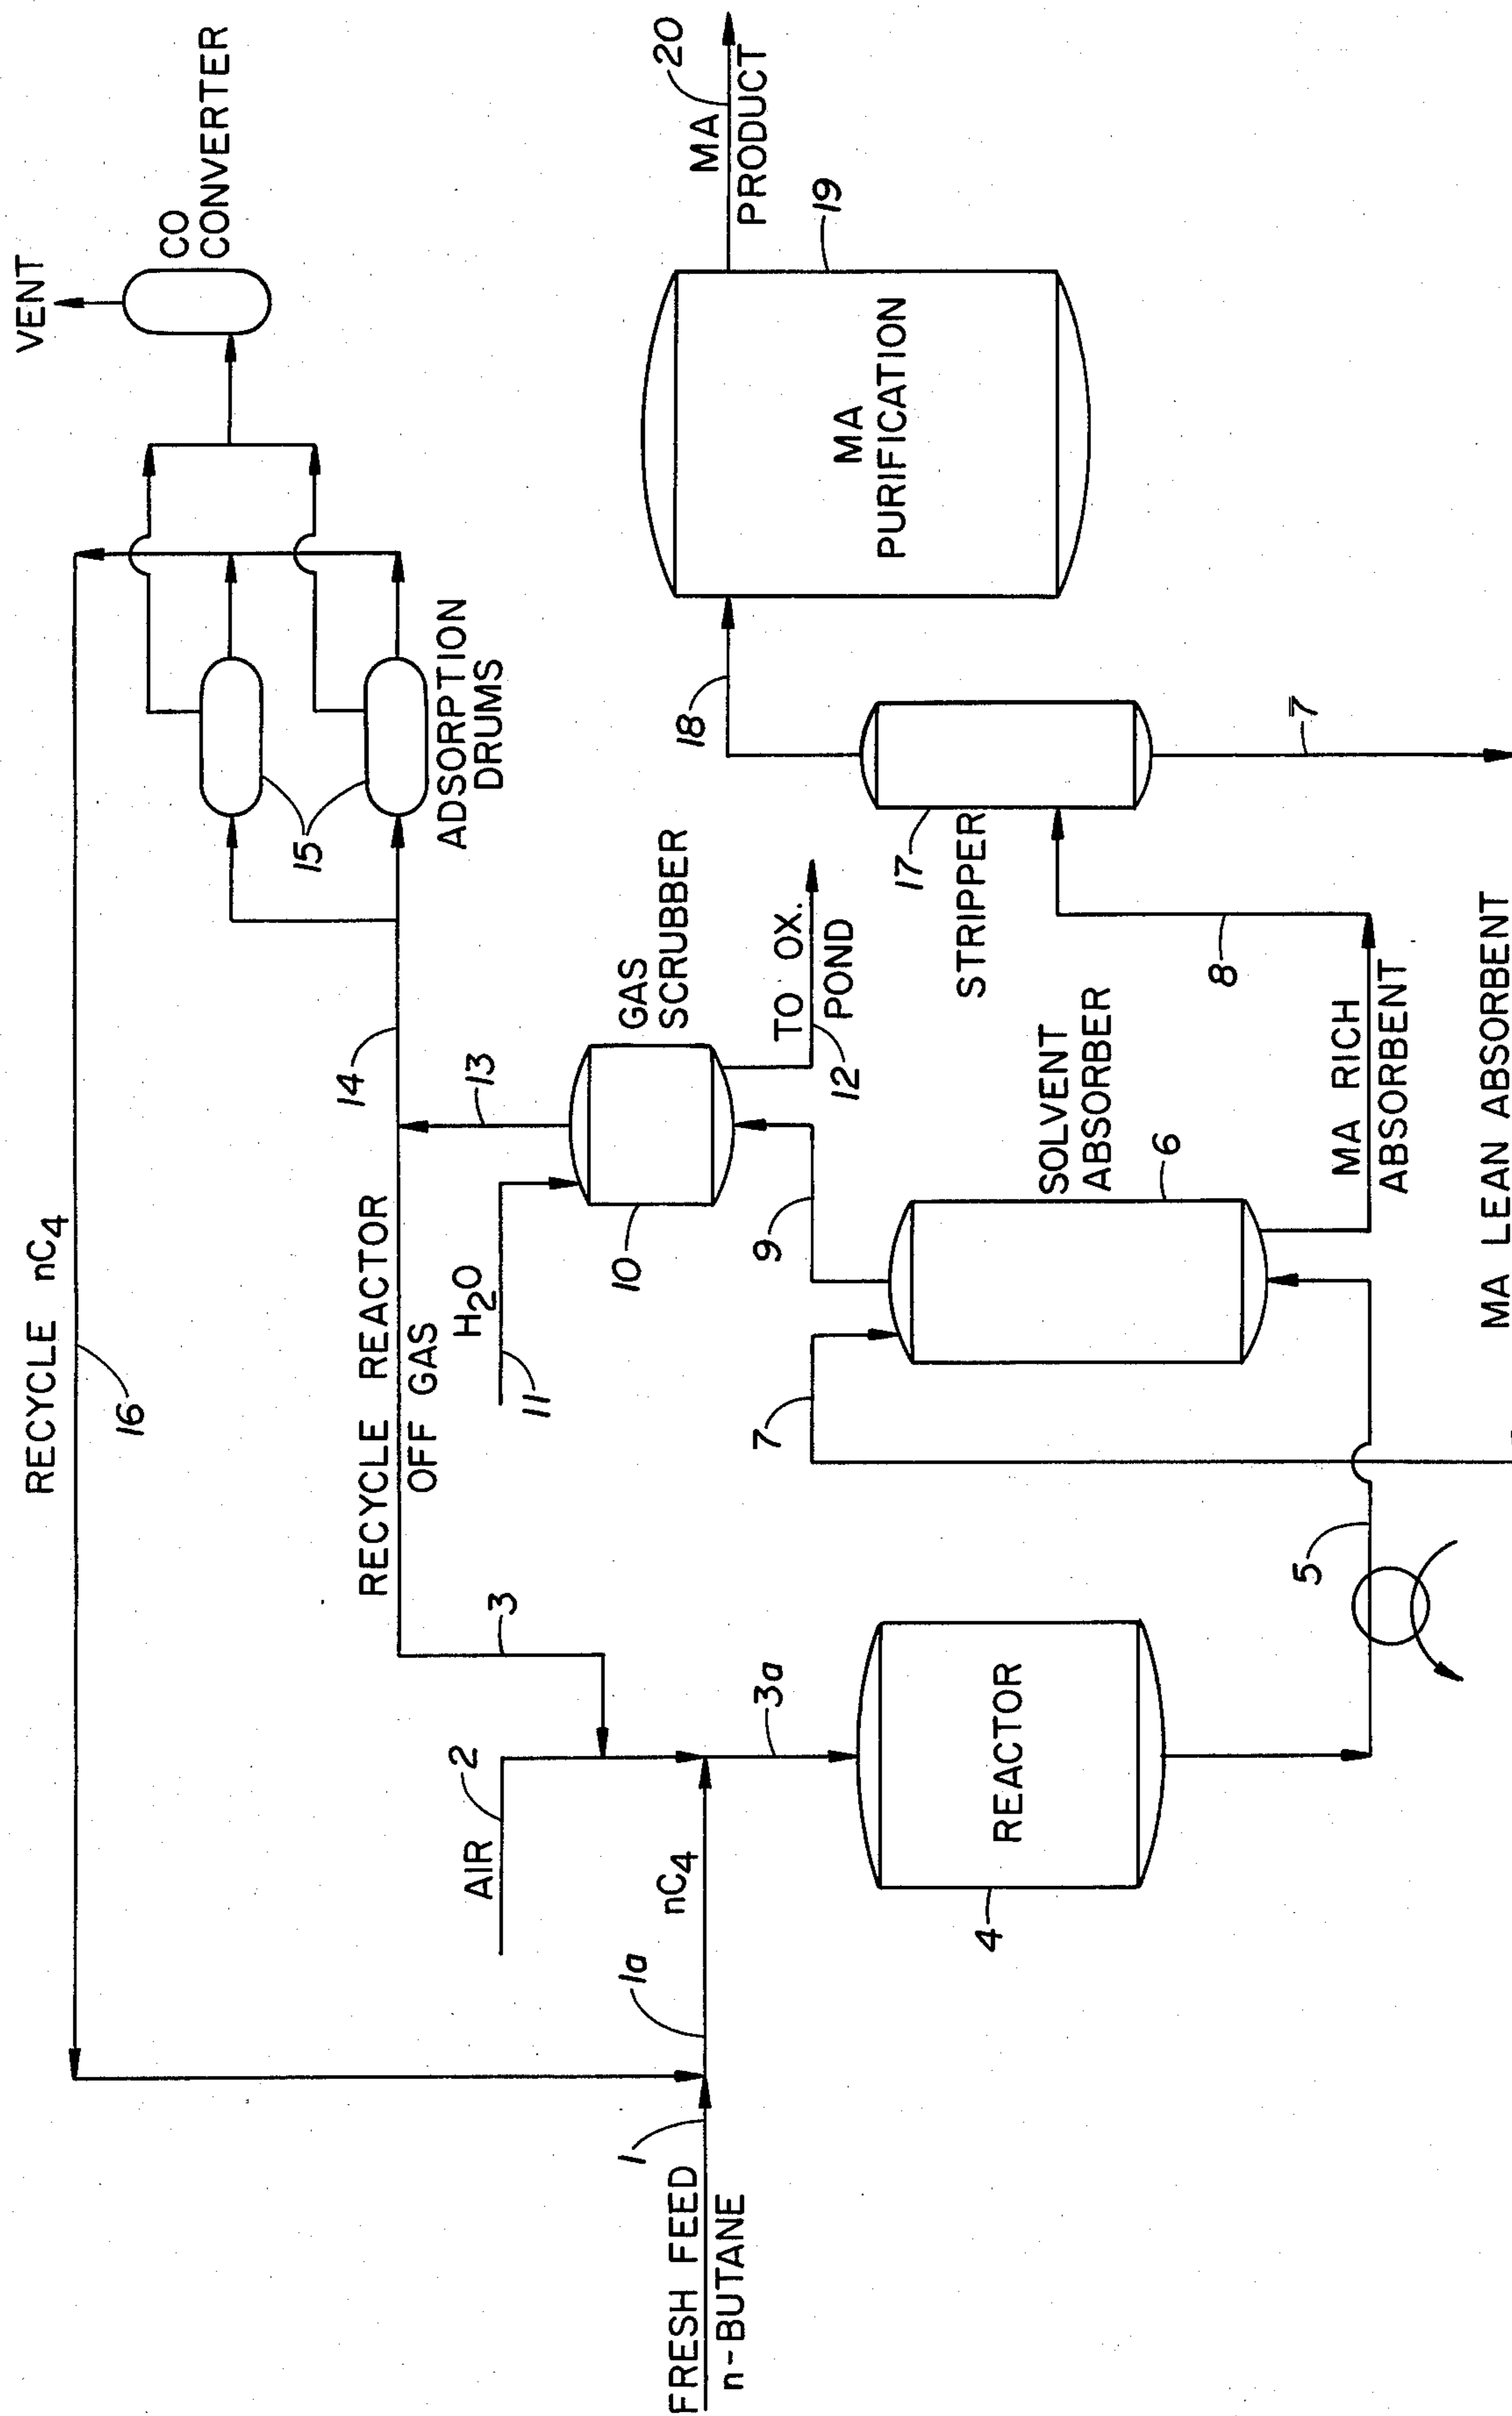 RECYCLE nC4
16
VENT
CO
CONVERTER
RECYCLE REACTOR
OFF GAS
14
15
ADSORPTION
DRUMS
AIR
2
3
H2O
11
13
GAS
SCRUBBER
10
FRESH FEED
n-BUTANE
1
1a
nC4
3a
TO OX.
POND
12
9
7
18
MA
PRODUCT
20
MA
PURIFICATION
19
REACTOR
4
SOLVENT
ABSORBER
6
STRIPPER
17
5
MA RICH
ABSORBENT
8
7
MA LEAN ABSORBENT